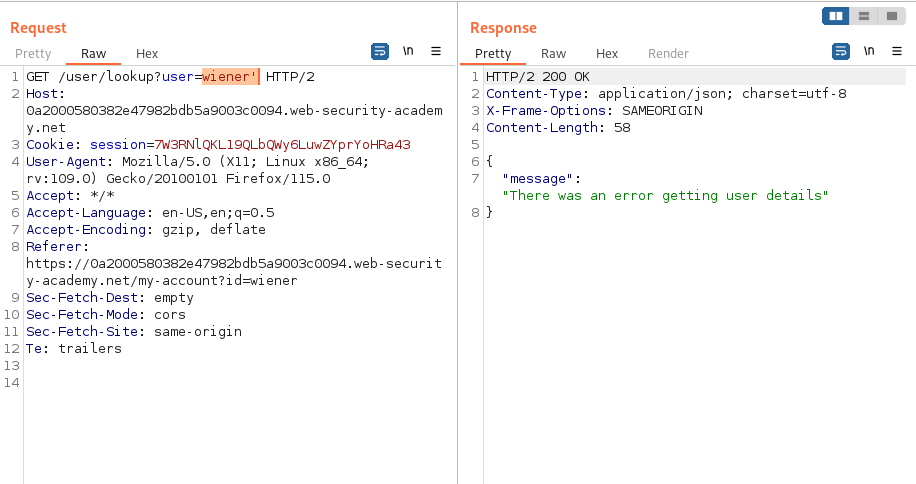 Request
Pretty Raw Hex
\n
1 GET /user/lookup?user=wiener' HTTP/2
2 Host:
0a2000580382e47982bdb5a9003c0094.web-security-academ
y.net
3 Cookie: session=7W3RNlQKL19QLbQWy6LuwZYprYoHRa43
4 User-Agent: Mozilla/5.0 (X11; Linux x86_64;
rv:109.0) Gecko/20100101 Firefox/115.0
5 Accept: */*
6 Accept-Language: en-US,en;q=0.5
7 Accept-Encoding: gzip, deflate
8 Referer:
https://0a2000580382e47982bdb5a9003c0094.web-securit
y-academy.net/my-account?id=wiener
9 Sec-Fetch-Dest: empty
10 Sec-Fetch-Mode: cors
11 Sec-Fetch-Site: same-origin
12 Te: trailers
13
14
Response
Pretty Raw Hex Render
\n
1 HTTP/2 200 OK
2 Content-Type: application/json; charset=utf-8
3 X-Frame-Options: SAMEORIGIN
4 Content-Length: 58
5
6 {
7 "message":
"There was an error getting user details"
8 }